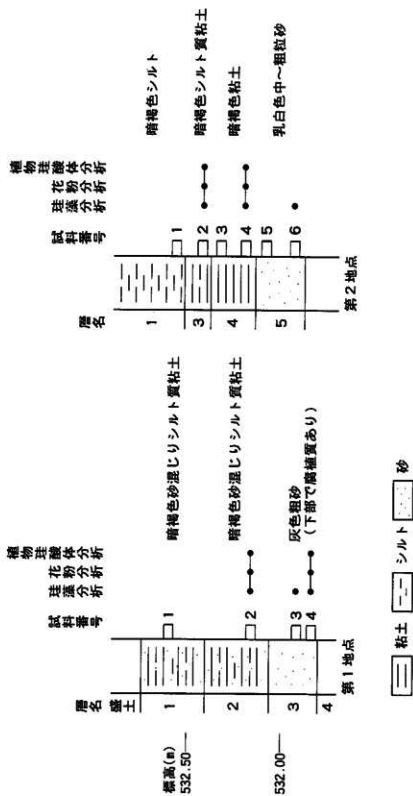 標高(m)
532.50
532.00
層名
盛土
1
2
3
4
試料番号
1
2
3
4
珪藻分析
花粉分析
植物珪酸体分析
暗褐色砂混じりシルト質粘土
暗褐色砂混じりシルト質粘土
灰色粗砂
(下部で腐植質あり)
第1地点
層名
1
3
4
5
試料番号
1
2
3
4
5
6
珪藻分析
花粉分析
植物珪酸体分析
暗褐色シルト
暗褐色シルト質粘土
暗褐色粘土
乳白色中〜粗粒砂
第2地点
粘土
シルト
砂